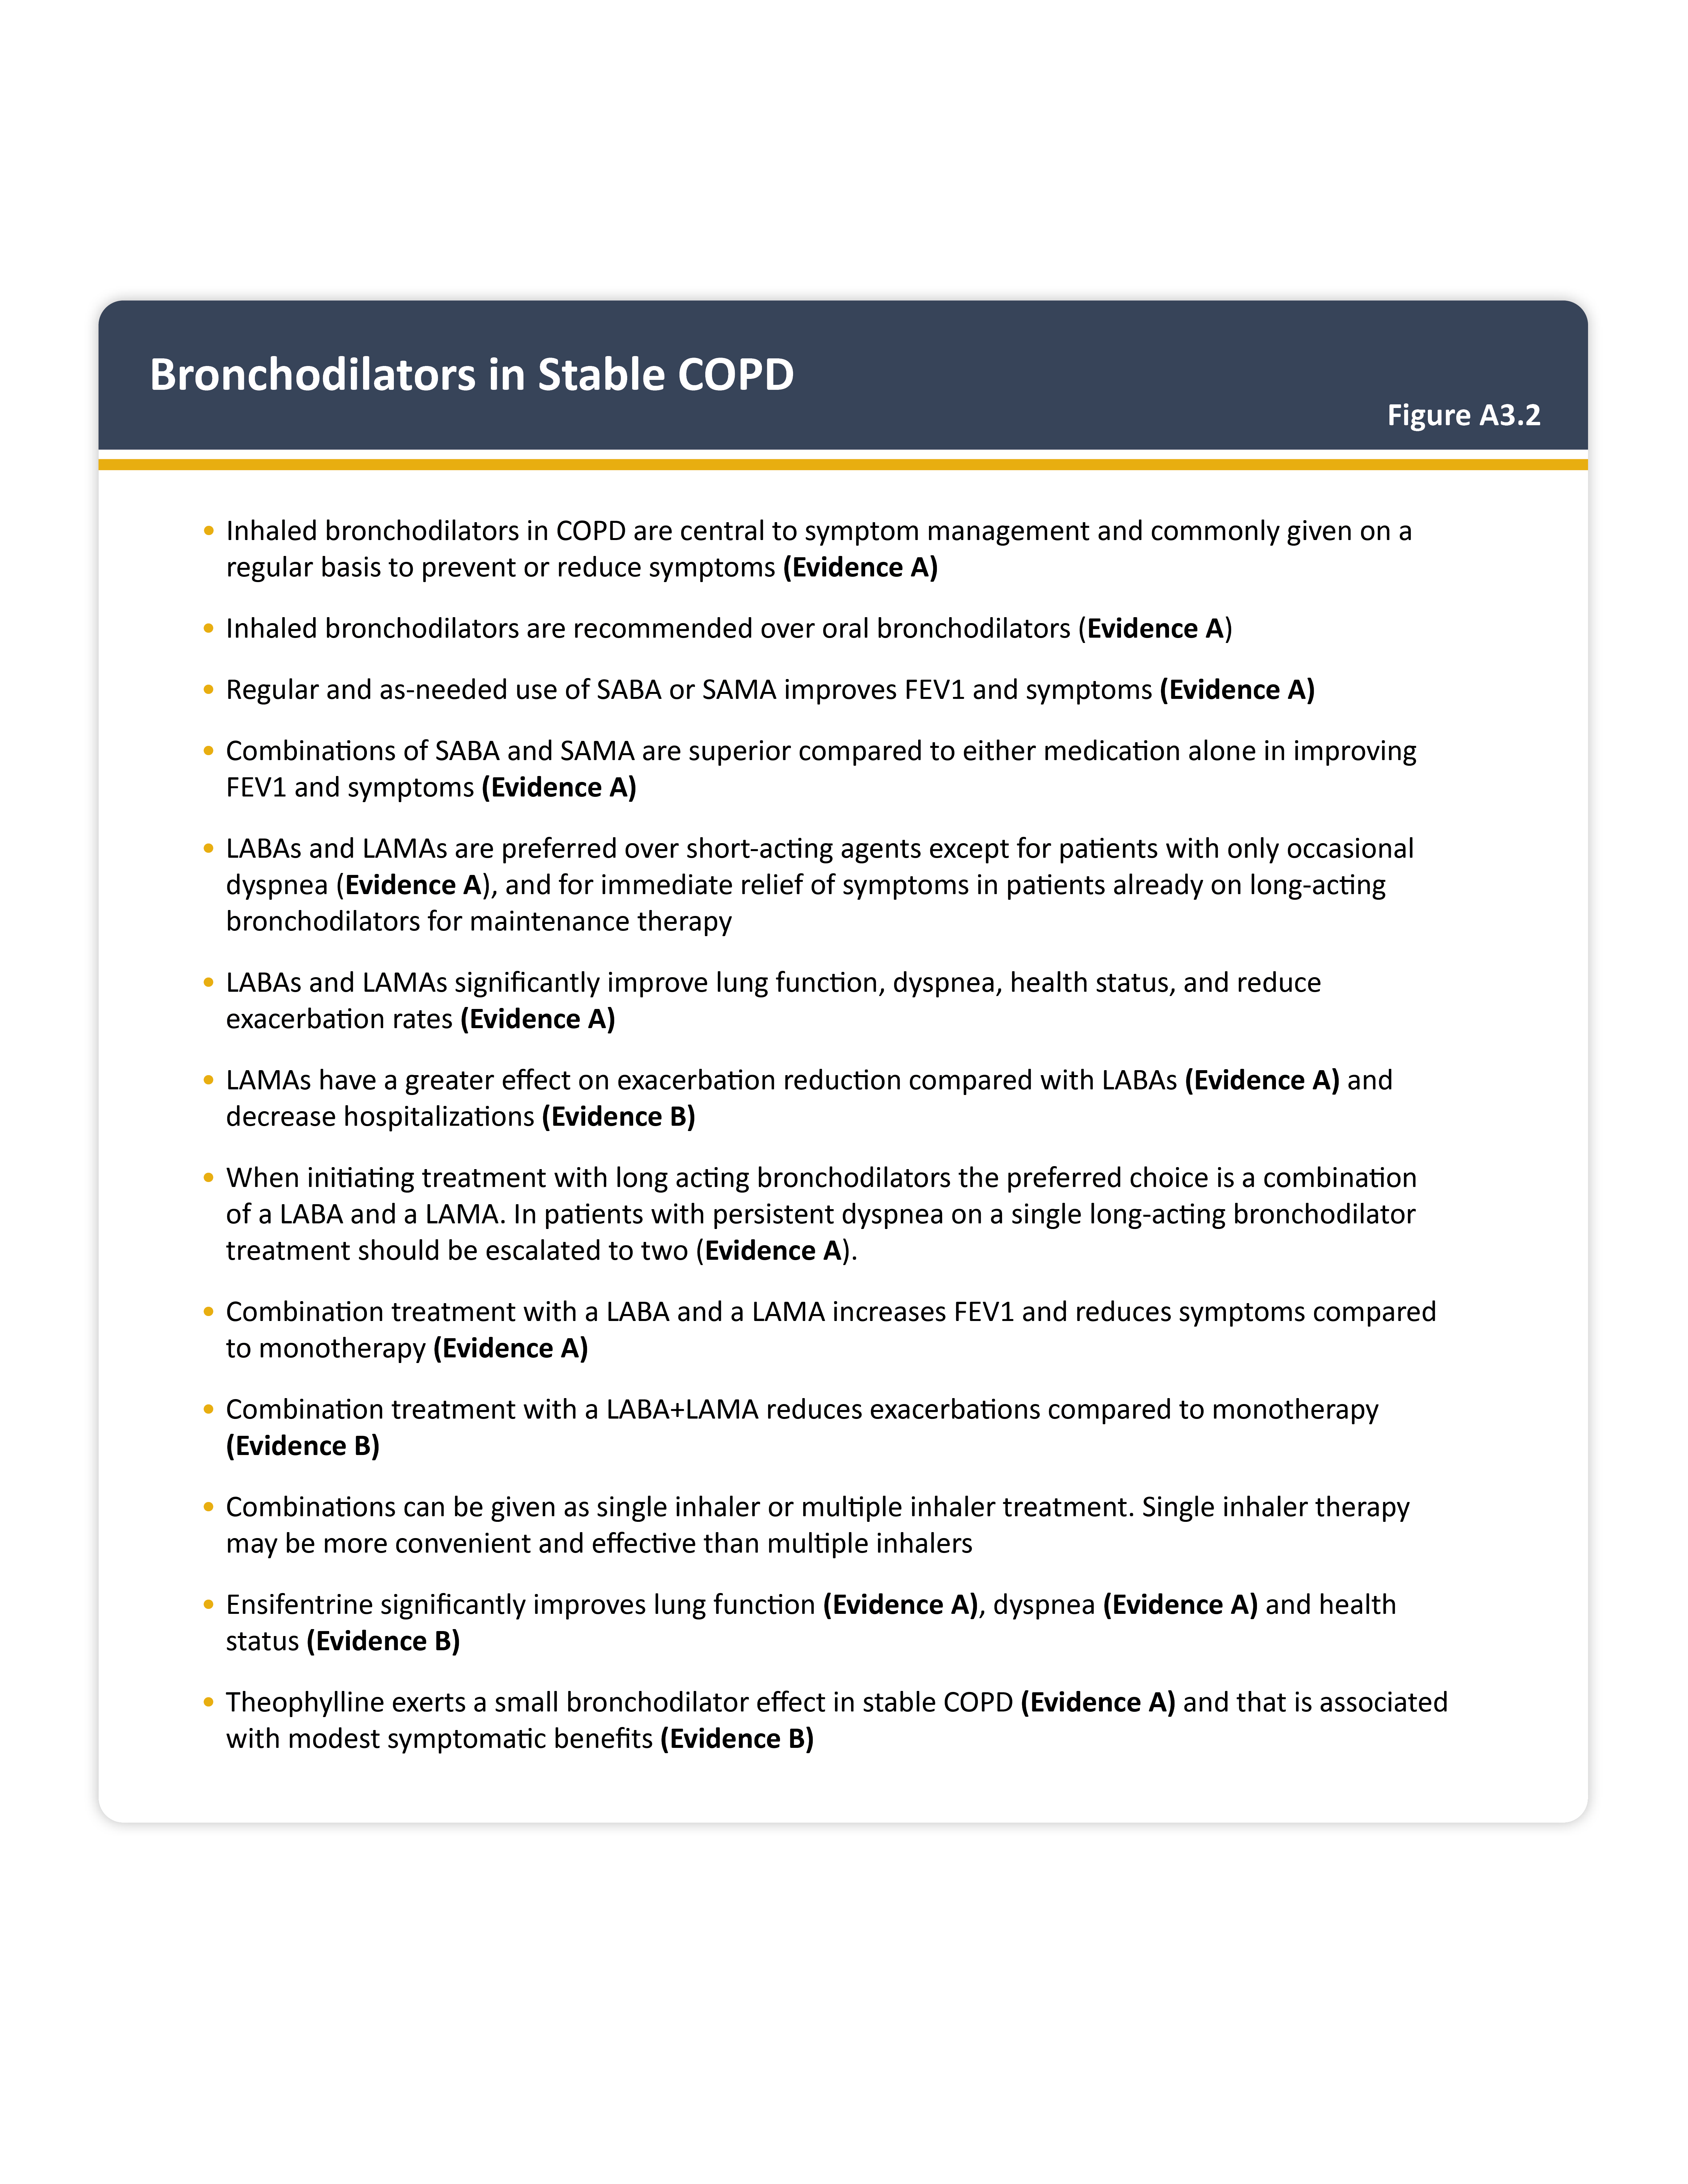 Bronchodilators in Stable COPD
Figure A3.2
• Inhaled bronchodilators in COPD are central to symptom management and commonly given on a
regular basis to prevent or reduce symptoms (Evidence A)
• Inhaled bronchodilators are recommended over oral bronchodilators (Evidence A)
• Regular and as-needed use of SABA or SAMA improves FEV1 and symptoms (Evidence A)
• Combinations of SABA and SAMA are superior compared to either medication alone in improving
FEV1 and symptoms (Evidence A)
• LABAs and LAMAs are preferred over short-acting agents except for patients with only occasional
dyspnea (Evidence A), and for immediate relief of symptoms in patients already on long-acting
bronchodilators for maintenance therapy
• LABAs and LAMAs significantly improve lung function, dyspnea, health status, and reduce
exacerbation rates (Evidence A)
• LAMAs have a greater effect on exacerbation reduction compared with LABAs (Evidence A) and
decrease hospitalizations (Evidence B)
• When initiating treatment with long acting bronchodilators the preferred choice is a combination
of a LABA and a LAMA. In patients with persistent dyspnea on a single long-acting bronchodilator
treatment should be escalated to two (Evidence A).
• Combination treatment with a LABA and a LAMA increases FEV1 and reduces symptoms compared
to monotherapy (Evidence A)
• Combination treatment with a LABA+LAMA reduces exacerbations compared to monotherapy
(Evidence B)
• Combinations can be given as single inhaler or multiple inhaler treatment. Single inhaler therapy
may be more convenient and effective than multiple inhalers
• Ensifentrine significantly improves lung function (Evidence A), dyspnea (Evidence A) and health
status (Evidence B)
• Theophylline exerts a small bronchodilator effect in stable COPD (Evidence A) and that is associated
with modest symptomatic benefits (Evidence B)